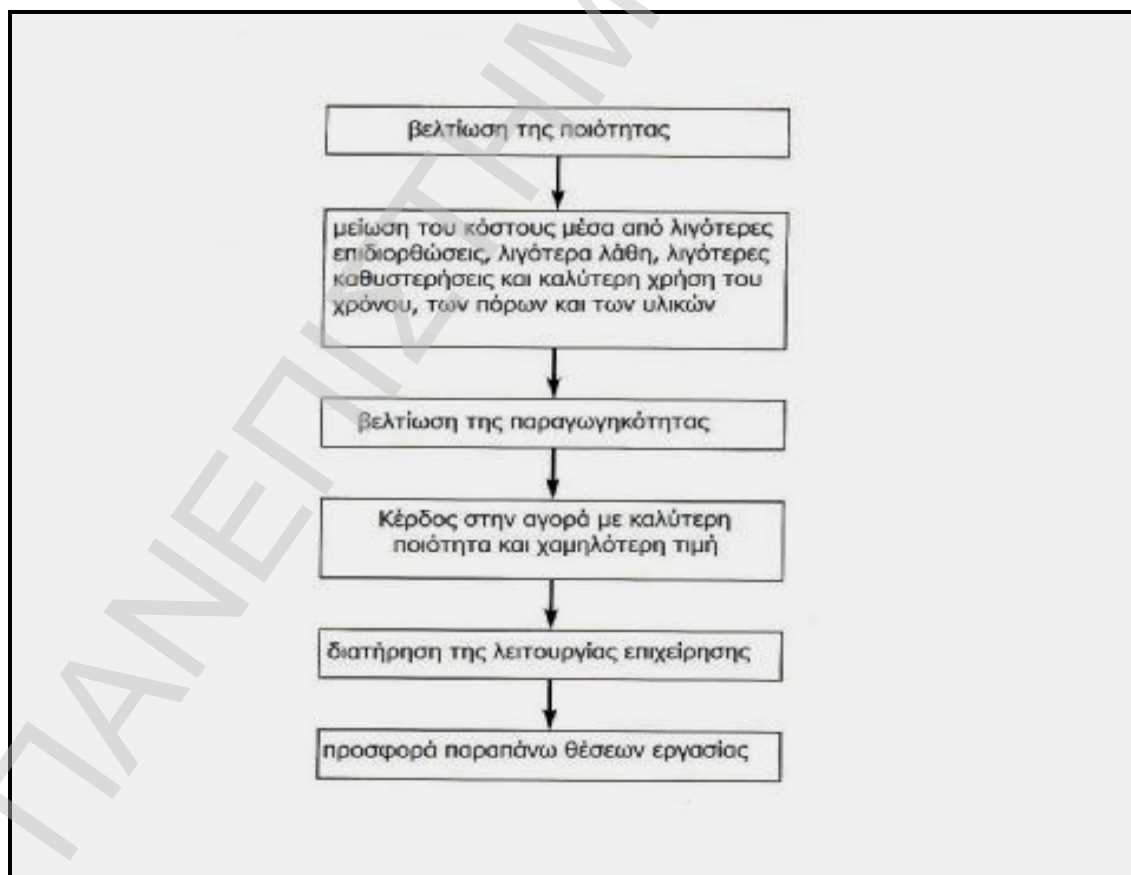 βελτίωση της ποιότητας
μείωση του κόστους μέσα από λιγότερες
επιδιορθώσεις, λιγότερα λάθη, λιγότερες
καθυστερήσεις και καλύτερη χρήση του
χρόνου, των πόρων και των υλικών
βελτίωση της παραγωγηκότητας
Κέρδος στην αγορά με καλύτερη
ποιότητα και χαμηλότερη τιμή
διατήρηση της λειτουργίας επιχείρησης
προσφορά παραπάνω θέσεων εργασίας
ΠΑΝΕΠΙΣΤΗΜ